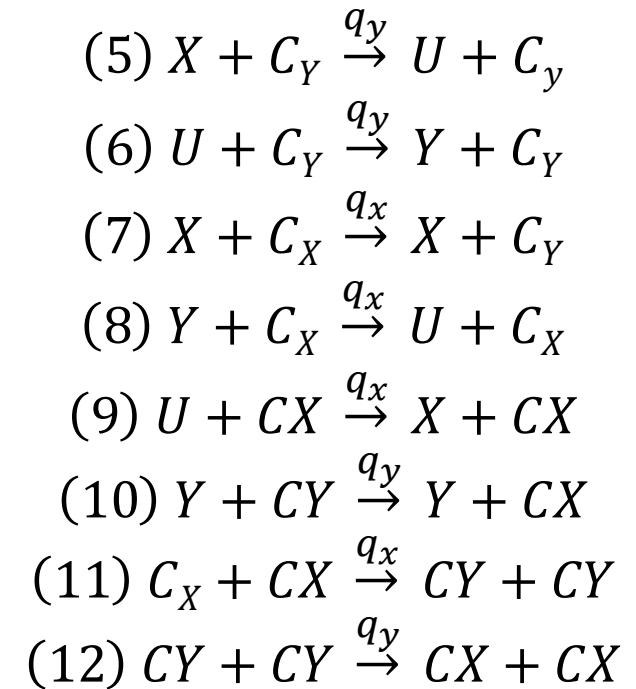 (5) X + C_Y →^{q_y} U + C_y
(6) U + C_Y →^{q_y} Y + C_Y
(7) X + C_X →^{q_x} X + C_Y
(8) Y + C_X →^{q_x} U + C_X
(9) U + CX →^{q_x} X + CX
(10) Y + CY →^{q_y} Y + CX
(11) C_X + CX →^{q_x} CY + CY
(12) CY + CY →^{q_y} CX + CX